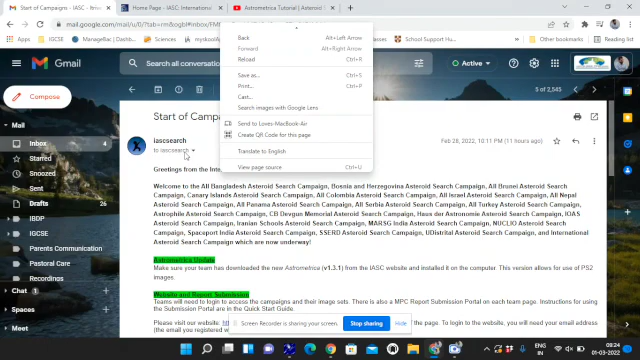 Start of Campaigns - IASC
Home Page - IASC: Internationa
Astrometrica Tutorial | Asteroid
mail.google.com/mail/u/0/?tab=rm&ogbl#inbox/FM
Apps
IGCSE
ManageBac
Gmail
myskool
School Support Hu...
Other bookmarks
Reading list
Gmail
Search all conversation
Active
Compose
5 of 2,545
Mail
Inbox 4
Starred
Snoozed
Sent
Drafts 26
IBDP
IGCSE
Parents Communication
Pastoral Care
Recordings
Chat
Spaces
Meet
Back Alt+Left Arrow
Forward Alt+Right Arrow
Reload Ctrl+R
Save as... Ctrl+S
Print... Ctrl+P
Cast...
Search images with Google Lens
Send to Loves-MacBook-Air
Create QR Code for this page
Translate to English
View page source Ctrl+U
Start of Camp
iascsearch
to iascsearch
Feb 28, 2022, 10:11 PM (11 hours ago)
Greetings from the Inte
Welcome to the All Bangladesh Asteroid Search Campaign, Bosnia and Herzegovina Asteroid Search Campaign, All Brunei Asteroid Search
Campaign, Canary Islands Asteroid Search Campaign, All Colombia Asteroid Search Campaign, All Israel Asteroid Search Campaign, All Nepal
Asteroid Search Campaign, All Panama Asteroid Search Campaign, All Serbia Asteroid Search Campaign, All Turkey Asteroid Search
Campaign, Astrophile Asteroid Search Campaign, CB Devgun Memorial Asteroid Search Campaign, Haus der Astronomie Asteroid Search Campaign, IOAS
Asteroid Search Campaign, Iranian Schools Asteroid Search Campaign, MARSG India Asteroid Search Campaign, NUCLIO Asteroid Search
Campaign, Spaceport India Asteroid Search Campaign, SSERD Asteroid Search Campaign, UDistrital Asteroid Search Campaign, and International
Asteroid Search Campaign which are now underway!
Astrometrica Update
Make sure your team has downloaded the new Astrometrica (v1.3.1) from the IASC website and installed it on the computer. This version allows for use of PS2
images.
Website and Report Submission
Teams will need to login to access the campaigns and their image sets. There is also a MPC Report Submission Portal on each team page. Instructions for using
the Submission Portal are in the Quick Start Guide.
Please visit our website: of the page. To login to the website, you will need your email address
(the email you registered w
Screen Recorder is sharing your screen.
Stop sharing
Hide
ENG
IN
09:24
01-03-2022